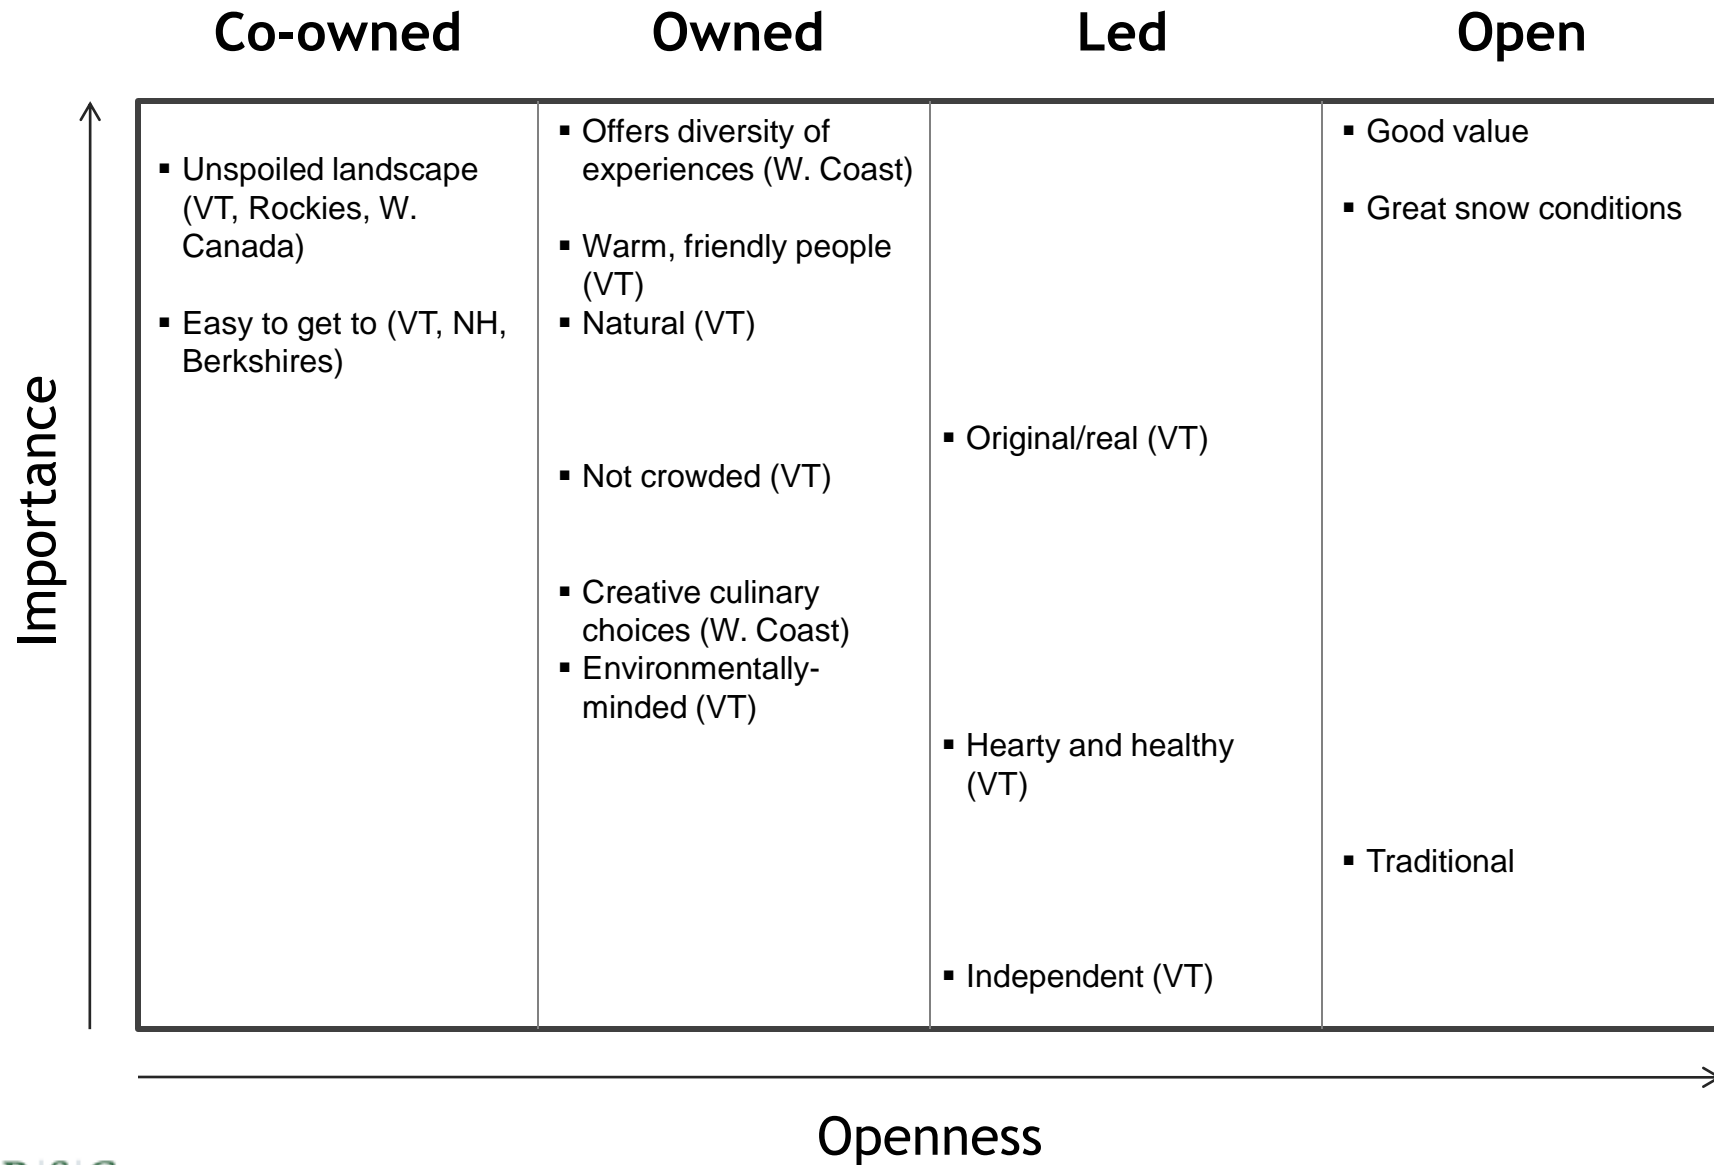 Co-owned
Owned
Led
Open
Unspoiled landscape
(VT, Rockies, W.
Canada)
Easy to get to (VT, NH,
Berkshires)
Offers diversity of
experiences (W. Coast)
Warm, friendly people
(VT)
Natural (VT)
Not crowded (VT)
Creative culinary
choices (W. Coast)
Environmentally-
minded (VT)
Original/real (VT)
Hearty and healthy
(VT)
Independent (VT)
Good value
Great snow conditions
Traditional
Importance
Openness